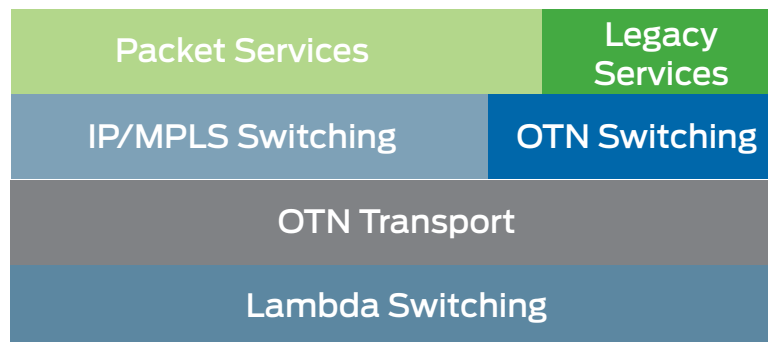 Packet Services
Legacy
Services
IP/MPLS Switching
OTN Switching
OTN Transport
Lambda Switching